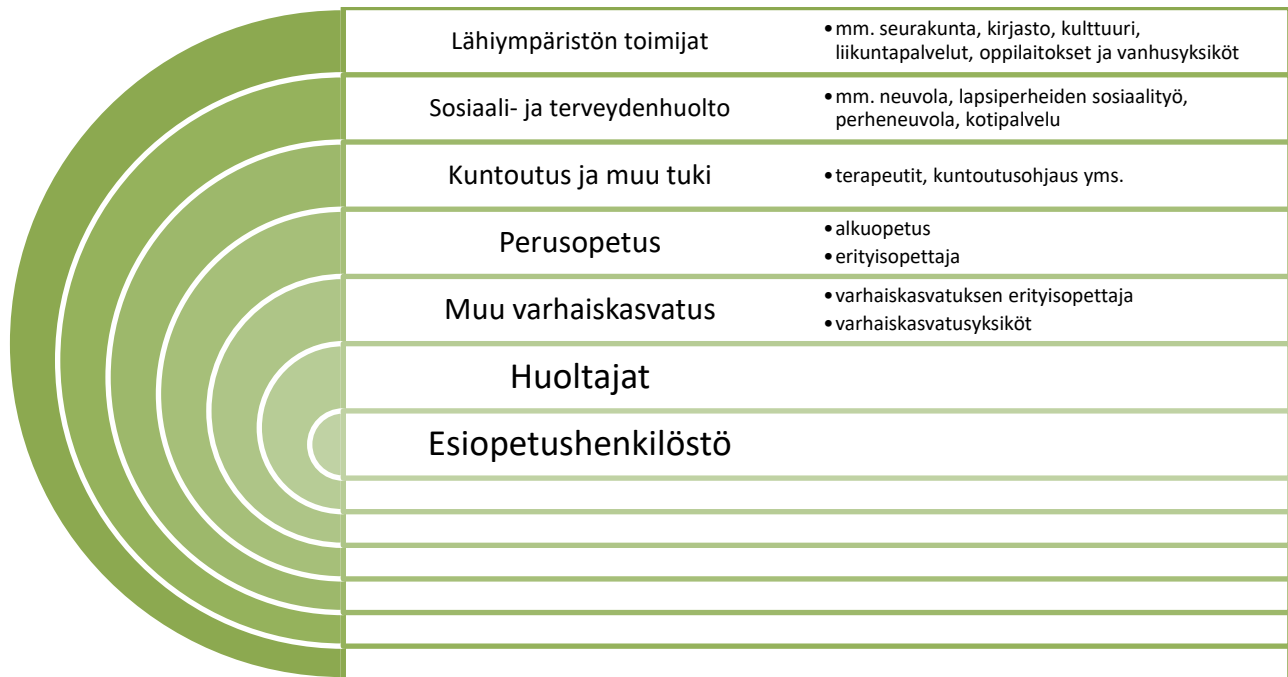 Lähiympäristön toimijat
•mm. seurakunta, kirjasto, kulttuuri,
liikuntapalvelut, oppilaitokset ja vanhusyksiköt
Sosiaali- ja terveydenhuolto
•mm. neuvola, lapsiperheiden sosiaalityö,
perheneuvola, kotipalvelu
Kuntoutus ja muu tuki
•terapeutit, kuntoutusohjaus yms.
Perusopetus
•alkuopetus
•erityisopettaja
Muu varhaiskasvatus
•varhaiskasvatuksen erityisopettaja
•varhaiskasvatusyksiköt
Huoltajat
Esiopetushenkilöstö